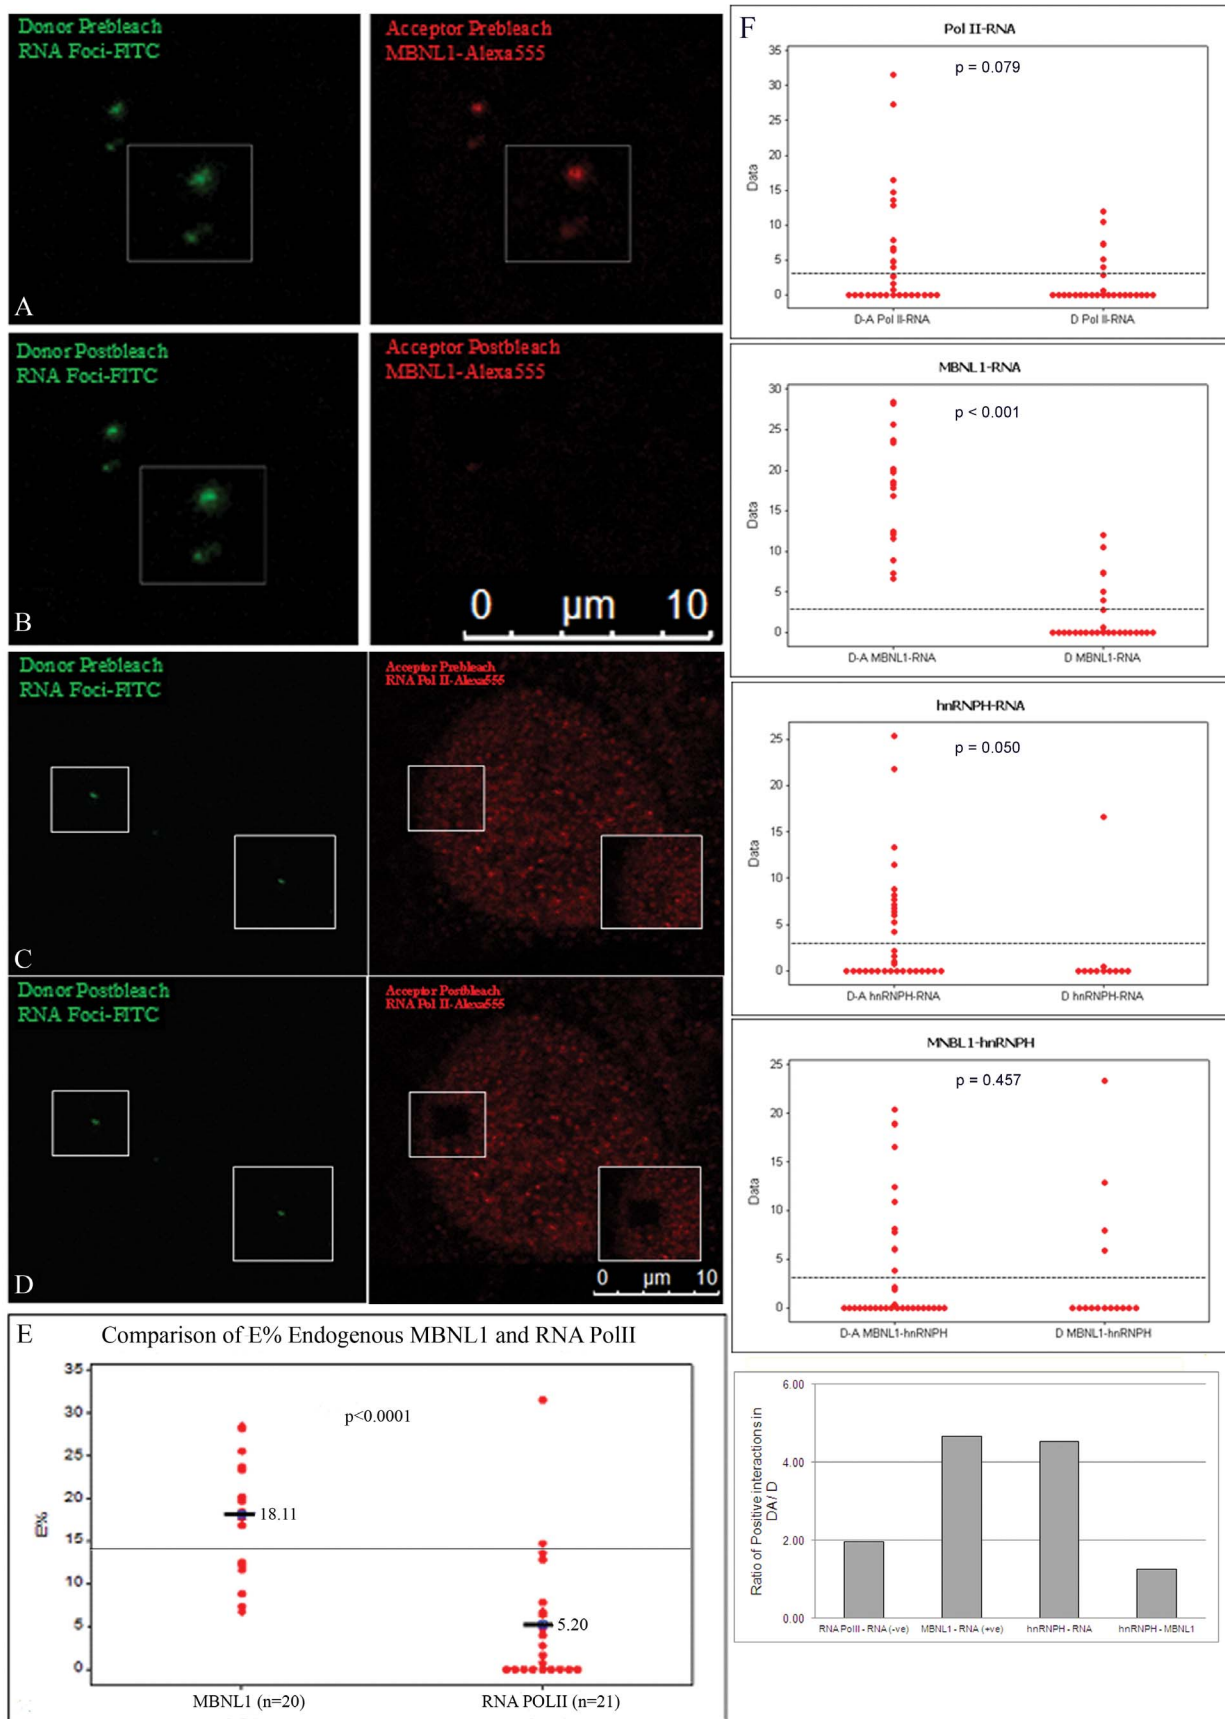 Donor Prebleach
RNA Foci-FITC
Acceptor Prebleach
MBNL1-Alexa555
A
Donor Postbleach
RNA Foci-FITC
Acceptor Postbleach
MBNL1-Alexa555
0 µm 10
B
Donor Prebleach
RNA Foci-FITC
Acceptor Prebleach
RNA Pol II-Alexa555
C
Donor Postbleach
RNA Foci-FITC
Acceptor Postbleach
RNA Pol II-Alexa555
0 µm 10
D
E
Comparison of E% Endogenous MBNL1 and RNA PolII
p<0.0001
E%
35
30
25
20
15
10
5
0
18.11
5.20
MBNL1 (n=20)
RNA POLII (n=21)
F
Pol II-RNA
p = 0.079
Data
35
30
25
20
15
10
5
0
D-A Pol II-RNA
D Pol II-RNA
MBNL1-RNA
p < 0.001
Data
30
25
20
15
10
5
0
D-A MBNL1-RNA
D MBNL1-RNA
hnRNPH-RNA
p = 0.050
Data
25
20
15
10
5
0
D-A hnRNPH-RNA
D hnRNPH-RNA
MNBL1-hnRNPH
p = 0.457
Data
25
20
15
10
5
0
D-A MBNL1-hnRNPH
D MBNL1-hnRNPH
Ratio of Positive interactions in
DA/ D
6.00
4.00
2.00
0.00
RNA PolII - RNA (-ve)
MBNL1 - RNA (+ve)
hnRNPH - RNA
hnRNPH - MBNL1